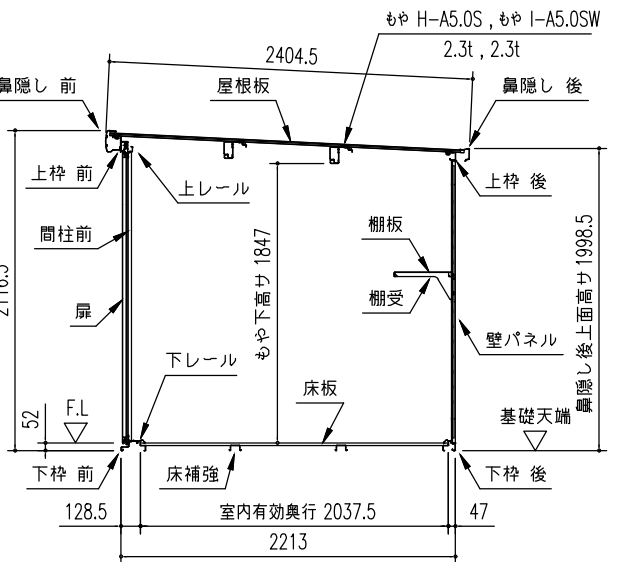 もや H-A5.0S , もや I-A5.0SW
2.3t , 2.3t
2404.5
鼻隠し 前
屋根板
鼻隠し 後
上枠 前
上レール
上枠 後
間柱前
棚板
もや下高サ 1847
鼻隠し後上面高サ 1998.5
棚受
扉
壁パネル
下レール
床板
52
F.L
基礎天端
下枠 前
床補強
下枠 後
128.5
室内有効奥行 2037.5
47
2213